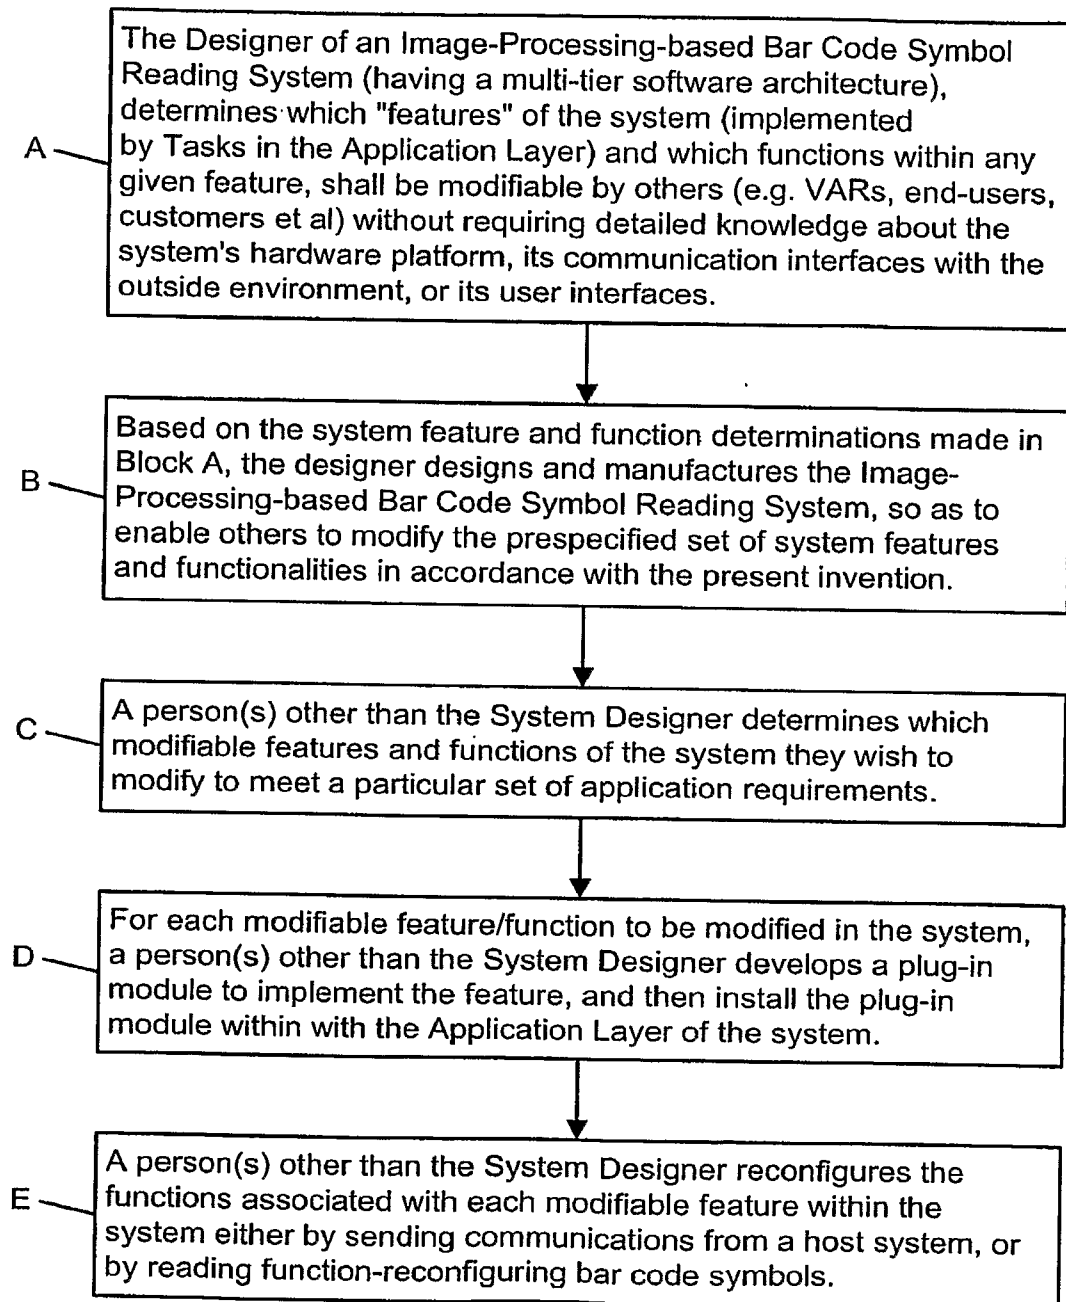 The Designer of an Image-Processing-based Bar Code Symbol
Reading System (having a multi-tier software architecture),
determines which "features" of the system (implemented
A
by Tasks in the Application Layer) and which functions within any
given feature, shall be modifiable by others (e.g. VARs, end-users,
customers et al) without requiring detailed knowledge about the
system's hardware platform, its communication interfaces with the
outside environment, or its user interfaces.
Based on the system feature and function determinations made in
Block A, the designer designs and manufactures the Image-
B
Processing-based Bar Code Symbol Reading System, so as to
enable others to modify the prespecified set of system features
and functionalities in accordance with the present invention.
A person(s) other than the System Designer determines which
C
modifiable features and functions of the system they wish to
modify to meet a particular set of application requirements.
For each modifiable feature/function to be modified in the system,
D
a person(s) other than the System Designer develops a plug-in
module to implement the feature, and then install the plug-in
module within with the Application Layer of the system.
A person(s) other than the System Designer reconfigures the
E
functions associated with each modifiable feature within the
system either by sending communications from a host system, or
by reading function-reconfiguring bar code symbols.